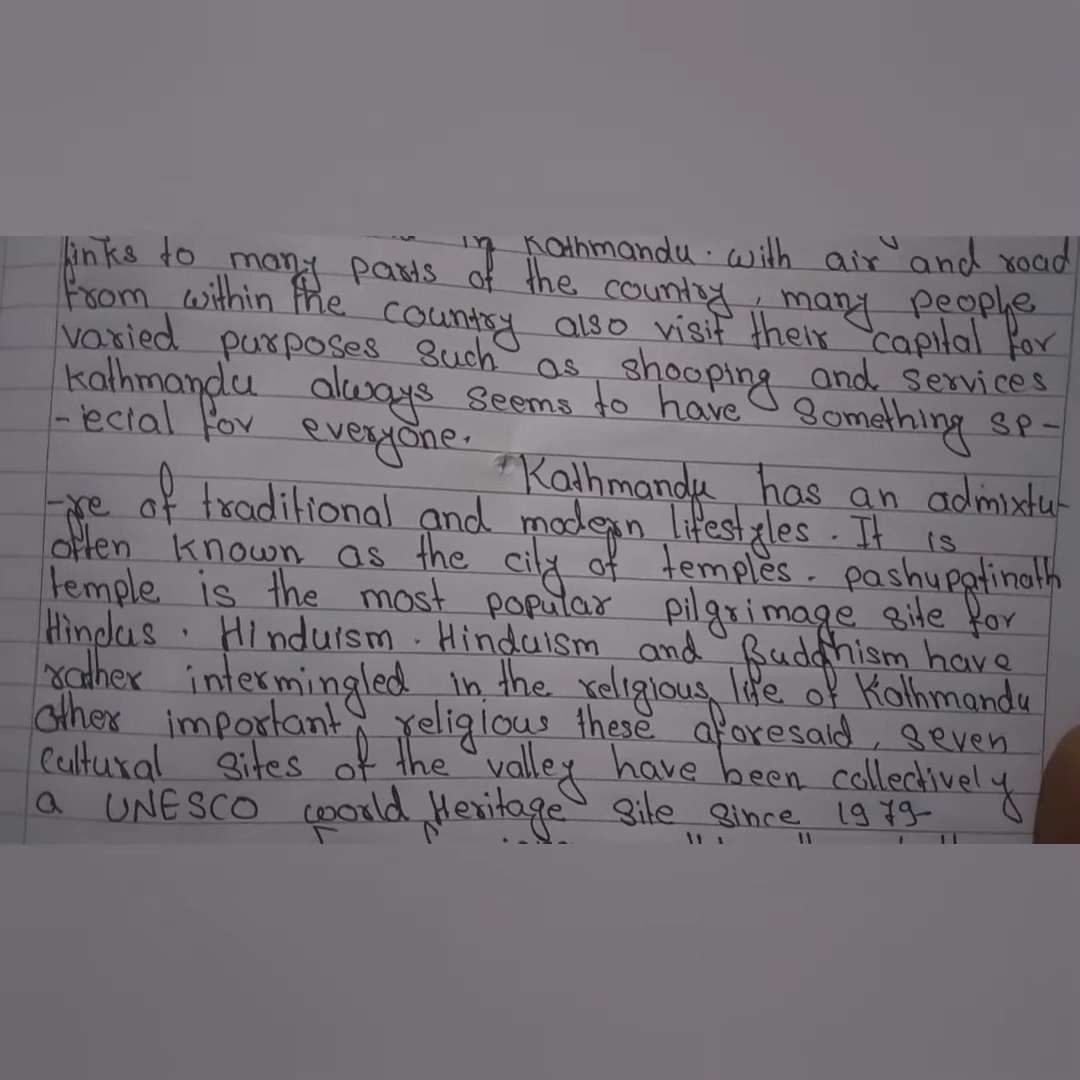 in Kathmandu. with air and road
links to many parts of the country, many people
from within the country also visit their capital for
varied purposes such as shooping and services
Kathmandu always seems to have something sp-
-iecial for everyone.
Kathmandu has an admixtu-
-re of traditional and modern lifestyles. It is
often known as the city of temples. pashupatinath
temple is the most popular pilgrimage site for
Hindus. Hinduism. Hinduism and Buddhism have
rather intermingled in the religious life of Kathmandu
other important religious these aforesaid, seven
cultural sites of the valley have been collectively
a UNESCO world Heritage site since 1979